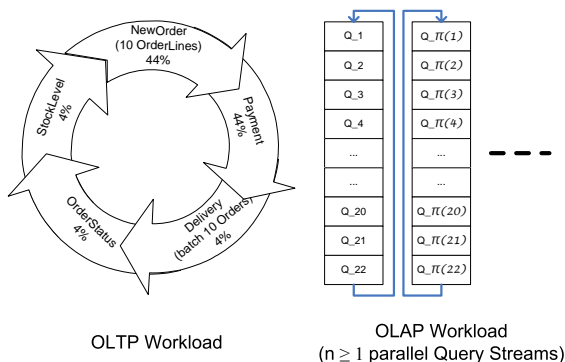 NewOrder
(10 OrderLines)
44%
Payment
44%
Delivery
(batch 10 Orders)
4%
OrderStatus
4%
StockLevel
4%
OLTP Workload
Q_1
Q_2
Q_3
Q_4
...
...
Q_20
Q_21
Q_22
Q_π(1)
Q_π(2)
Q_π(3)
Q_π(4)
...
...
Q_π(20)
Q_π(21)
Q_π(22)
OLAP Workload
(n ≥ 1 parallel Query Streams)